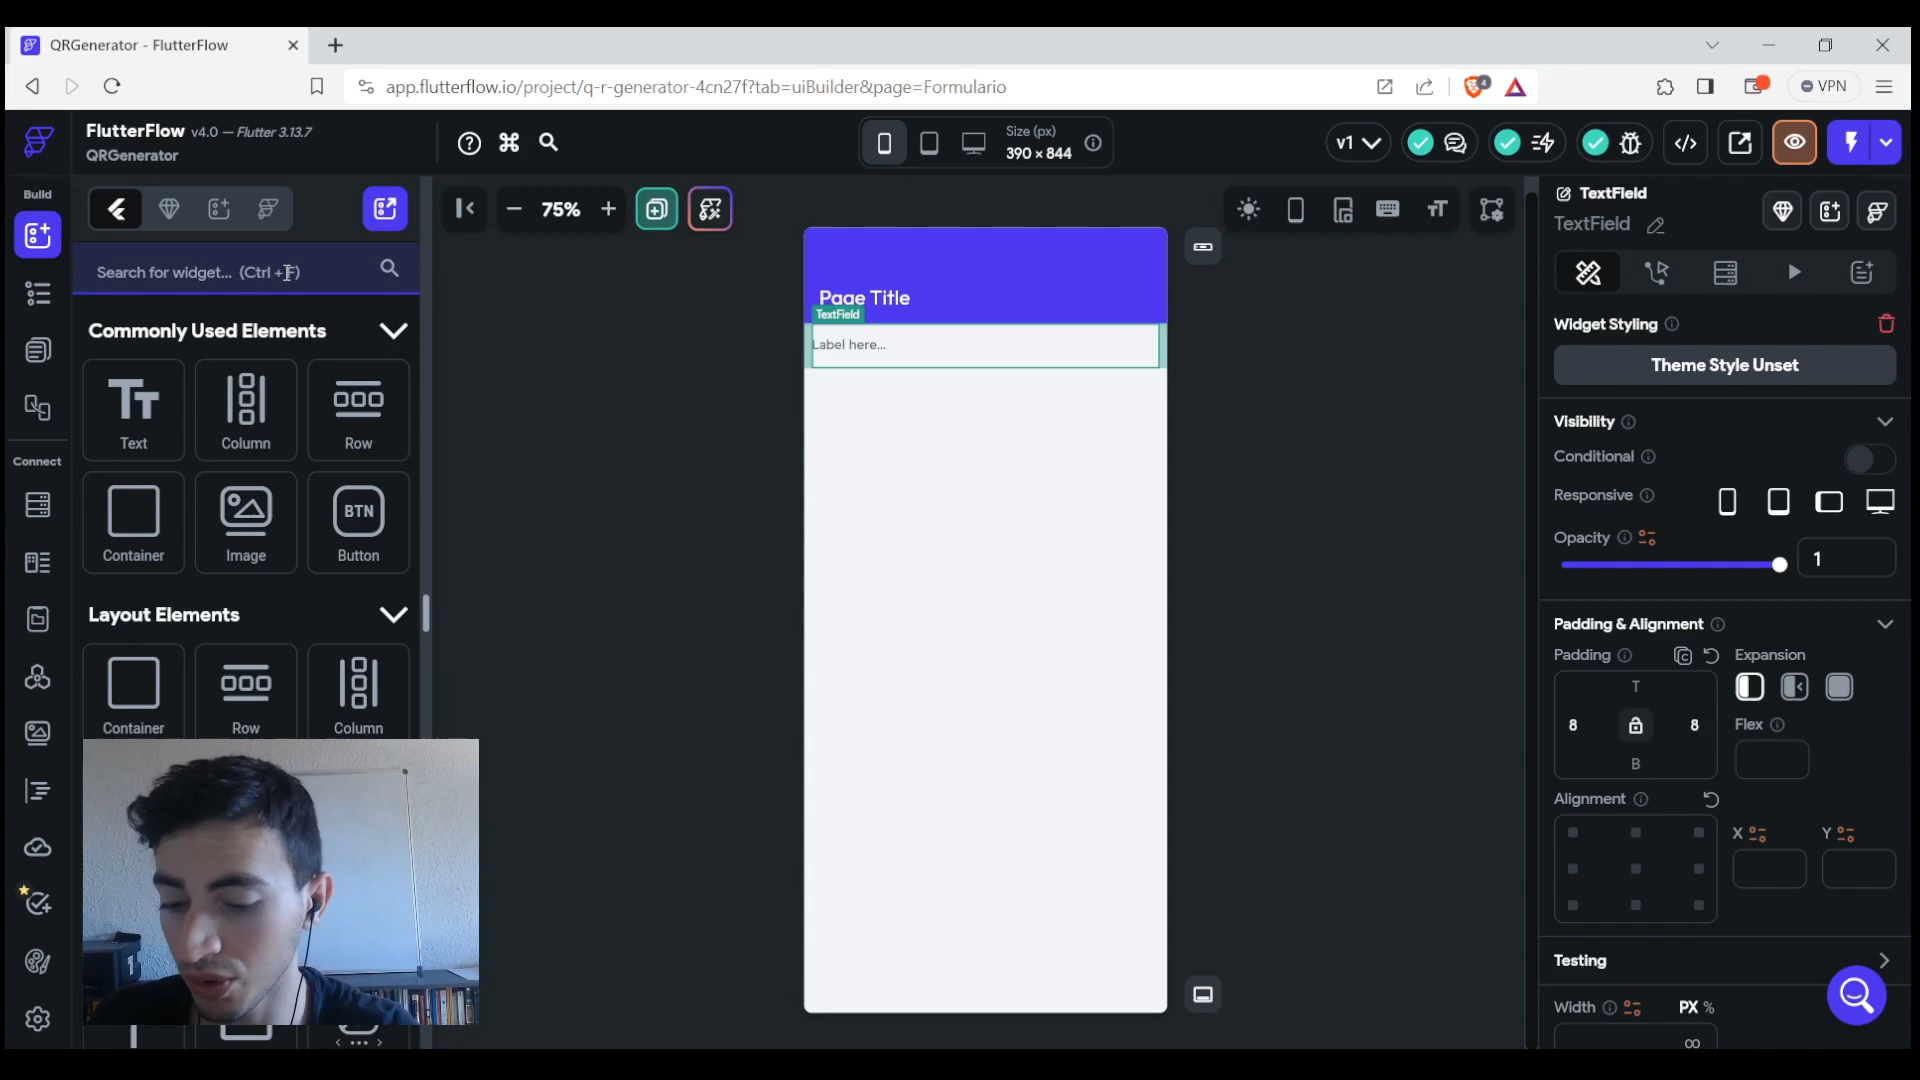 QRGenerator - FlutterFlow
app.flutterflow.io/project/q-r-generator-4cn27f?tab=uiBuilder&page=Formulario
4
VPN
FlutterFlow v4.0 — Flutter 3.13.7
QRGenerator
Size (px)
390 × 844
v1
Build
75%
Search for widget... (Ctrl + F)
Commonly Used Elements
Text
Column
Row
BTN
Container
Image
Button
Layout Elements
Container
Row
Column
Connect
Page Title
TextField
Label here...
TextField
TextField
Widget Styling
Theme Style Unset
Visibility
Conditional
Responsive
Opacity
1
Padding & Alignment
Padding
Expansion
T
8
8
B
Flex
Alignment
X
Y
Testing
Width
PX %
∞